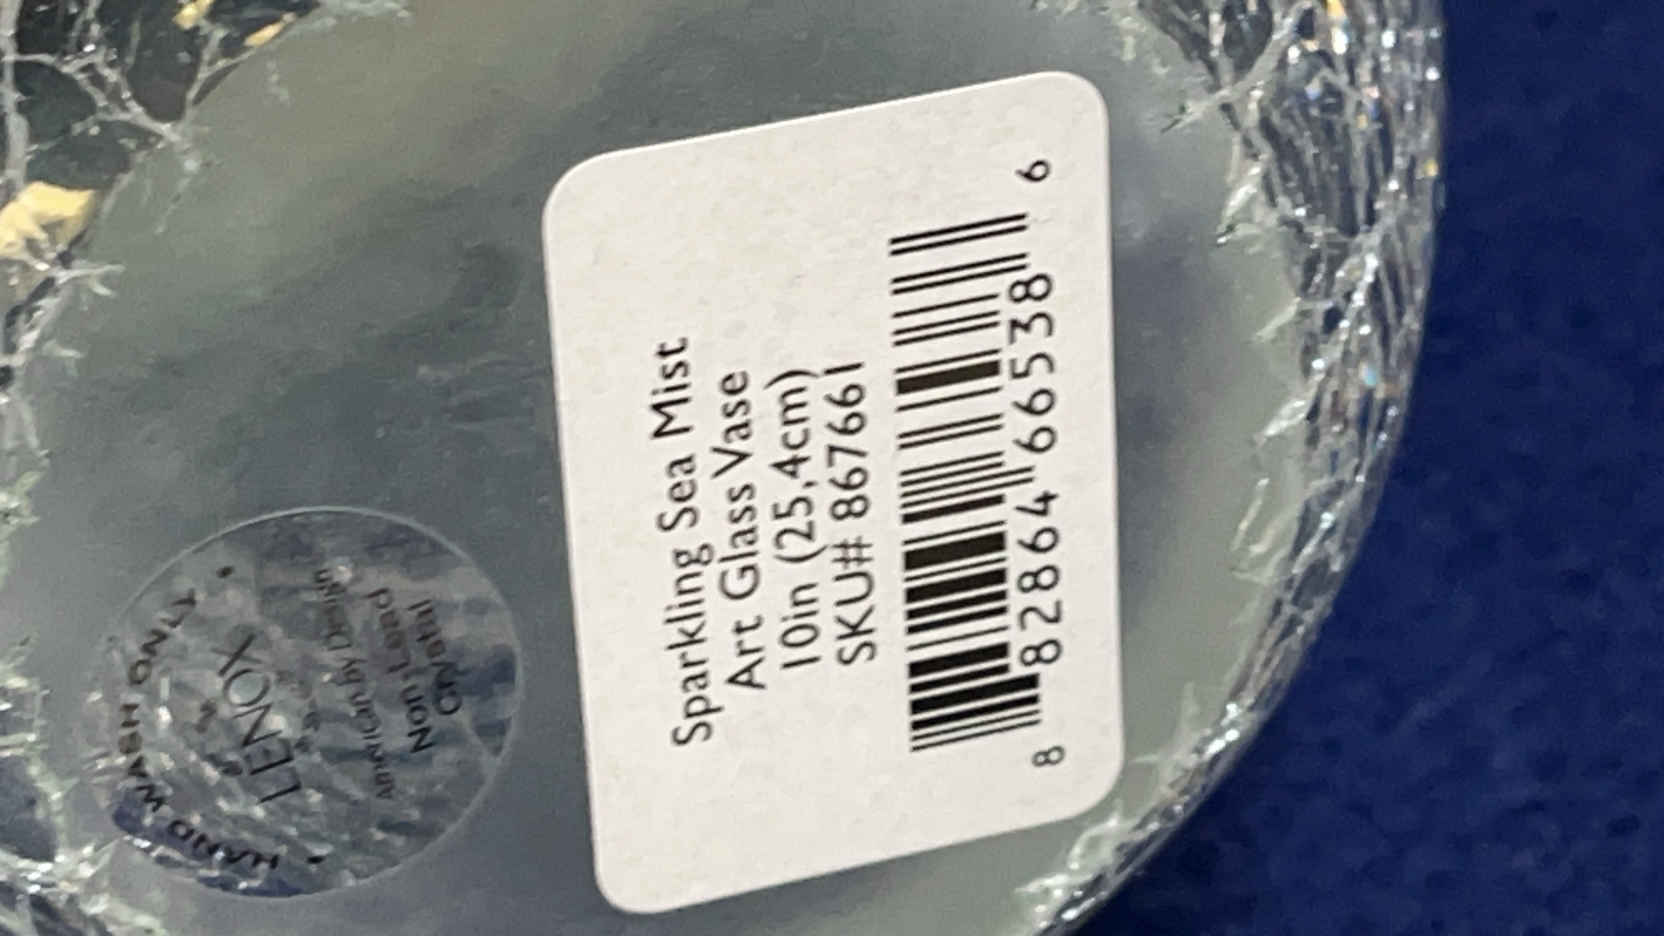 Sparkling Sea Mist
Art Glass Vase
10in (25,4cm)
SKU# 867661
8 82864 66538 6
• HAND WASH ONLY •
LENOX
American by Design
Non Lead
Crystal